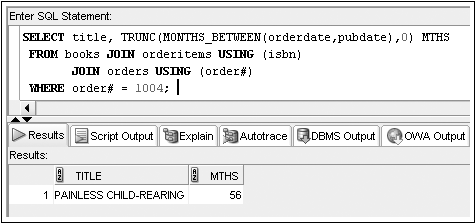 Enter SQL Statement:
SELECT title, TRUNC(MONTHS_BETWEEN(orderdate,pubdate),0) MTHS
FROM books JOIN orderitems USING (isbn)
JOIN orders USING (order#)
WHERE order# = 1004;
Results Script Output Explain Autotrace DBMS Output OWA Output
Results:
TITLE MTHS
1 PAINLESS CHILD-REARING 56